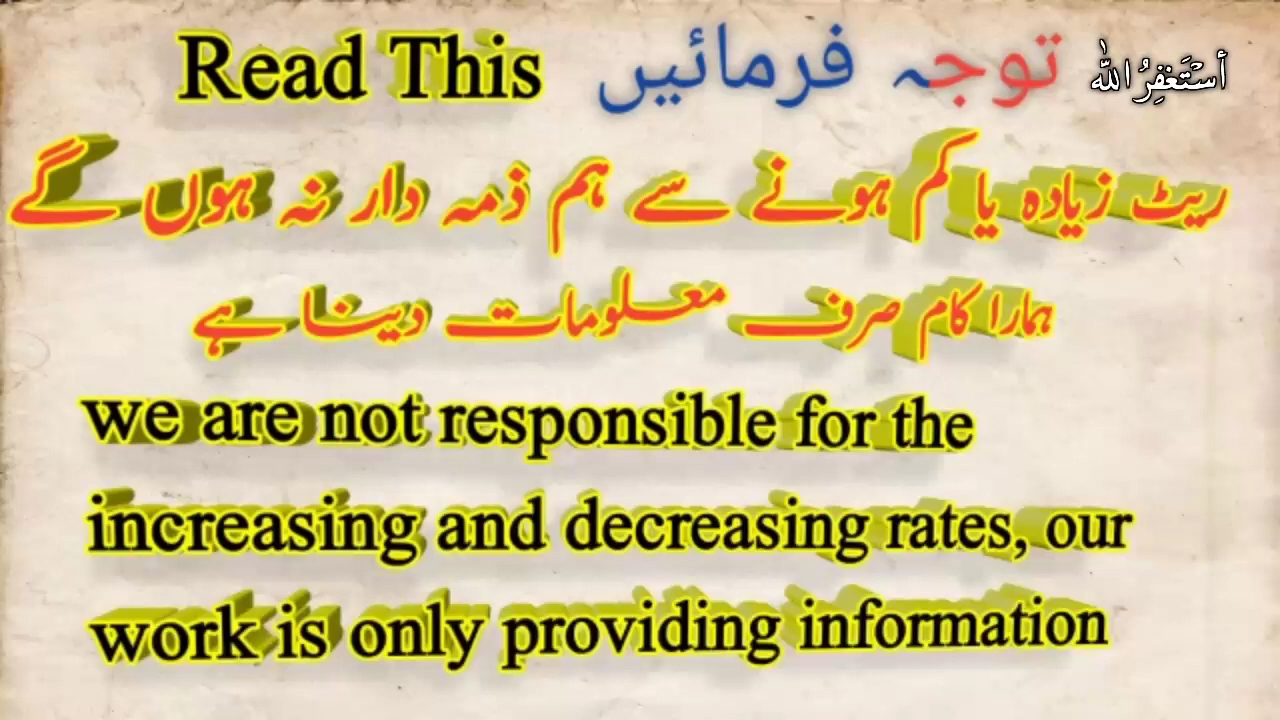 Read This توجہ فرمائیں أَسْتَغْفِرُ اللّٰه
ریٹ زیادہ یا کم ہونے سے ہم ذمہ دار نہ ہوں گے
ہمارا کام صرف معلومات دینا ہے
we are not responsible for the
increasing and decreasing rates, our
work is only providing information